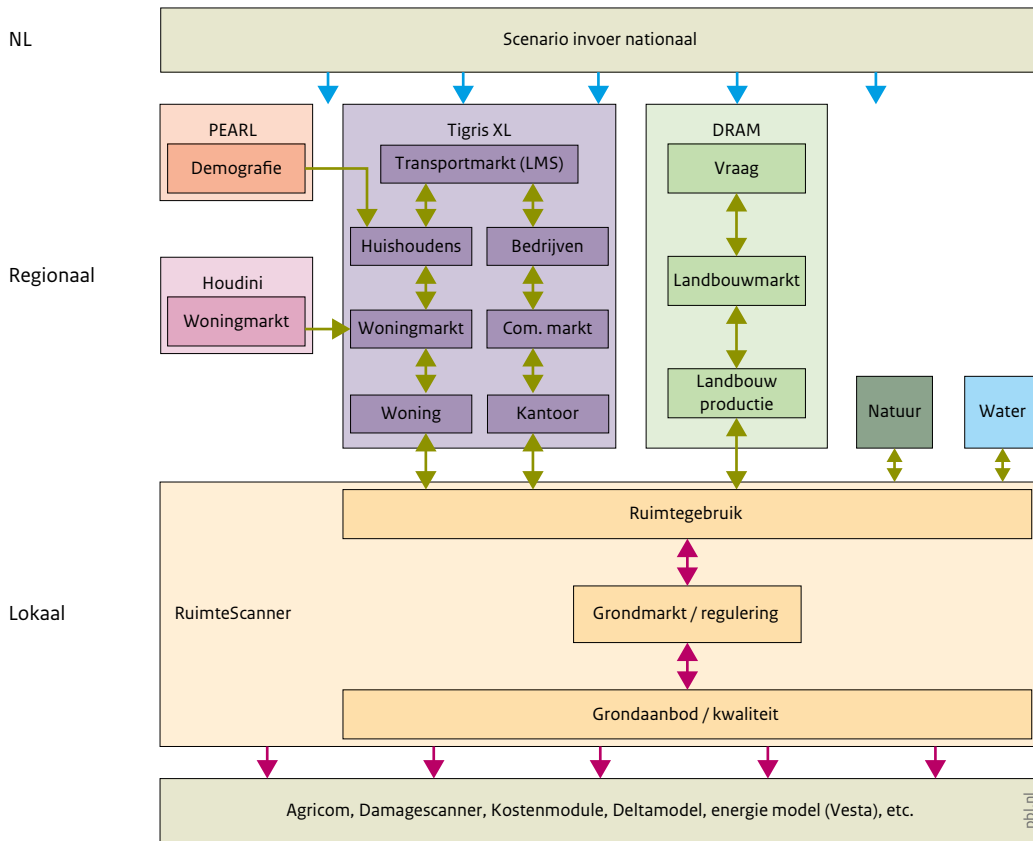 NL
Scenario invoer nationaal
PEARL
Tigris XL
DRAM
Demografie
Transportmarkt (LMS)
Vraag
Huishoudens
Bedrijven
Regionaal
Houdini
Landbouwmarkt
Woningmarkt
Woningmarkt
Com. markt
Landbouw
productie
Woning
Kantoor
Natuur
Water
Ruimtegebruik
Lokaal
RuimteScanner
Grondmarkt / regulering
Grondaanbod / kwaliteit
Agricom, Damagescanner, Kostenmodule, Deltamodel, energie model (Vesta), etc.
pbl.nl